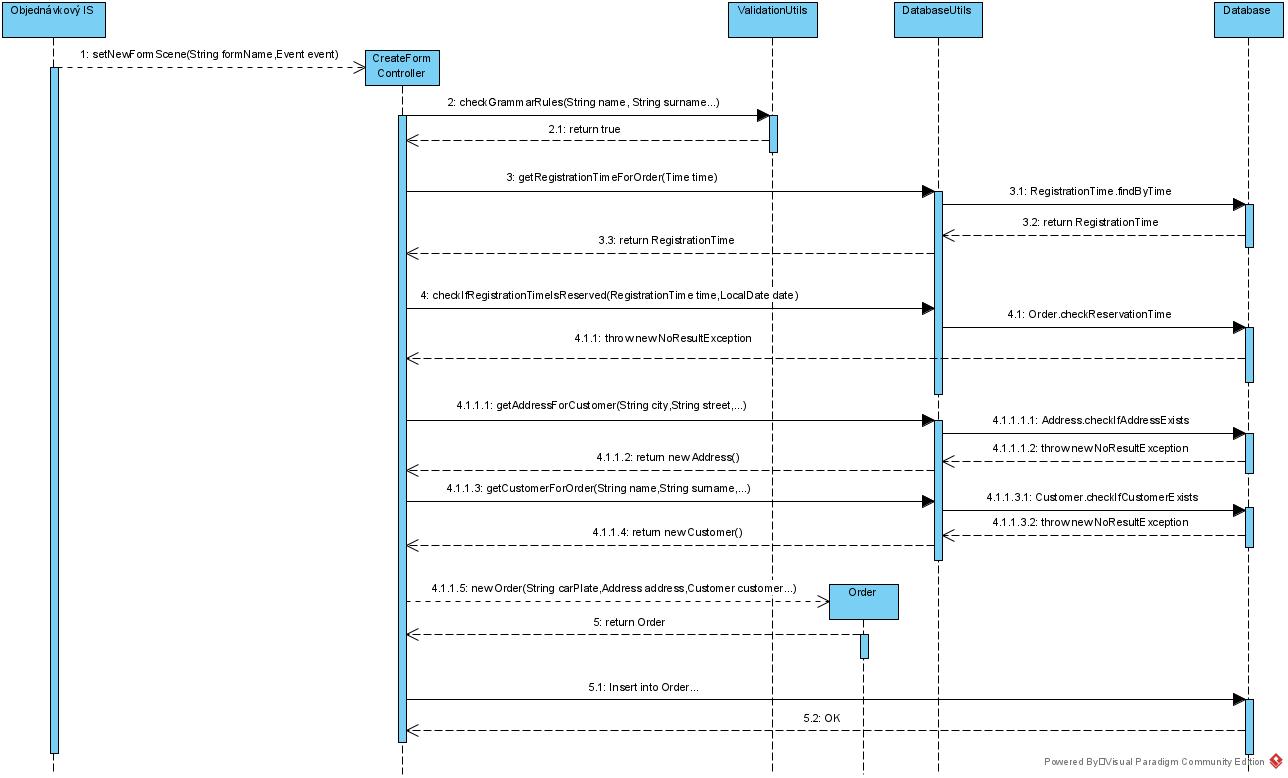 Objednávkový IS
ValidationUtils
DatabaseUtils
Database
1: setNewFormScene(String formName,Event event)
CreateForm
Controller
2: checkGrammarRules(String name, String surname...)
2.1: return true
3: getRegistrationTimeForOrder(Time time)
3.1: RegistrationTime.findByTime
3.2: return RegistrationTime
3.3: return RegistrationTime
4: checkIfRegistrationTimeIsReserved(RegistrationTime time,LocalDate date)
4.1: Order.checkReservationTime
4.1.1: throw new NoResultException
4.1.1.1: getAddressForCustomer(String city,String street,...)
4.1.1.1.1: Address.checkIfAddressExists
4.1.1.1.2: throw new NoResultException
4.1.1.2: return new Address()
4.1.1.3: getCustomerForOrder(String name,String surname,...)
4.1.1.3.1: Customer.checkIfCustomerExists
4.1.1.3.2: throw new NoResultException
4.1.1.4: return new Customer()
4.1.1.5: new Order(String carPlate,Address address,Customer customer...)
Order
5: return Order
5.1: Insert into Order...
5.2: OK
Powered By Visual Paradigm Community Edition